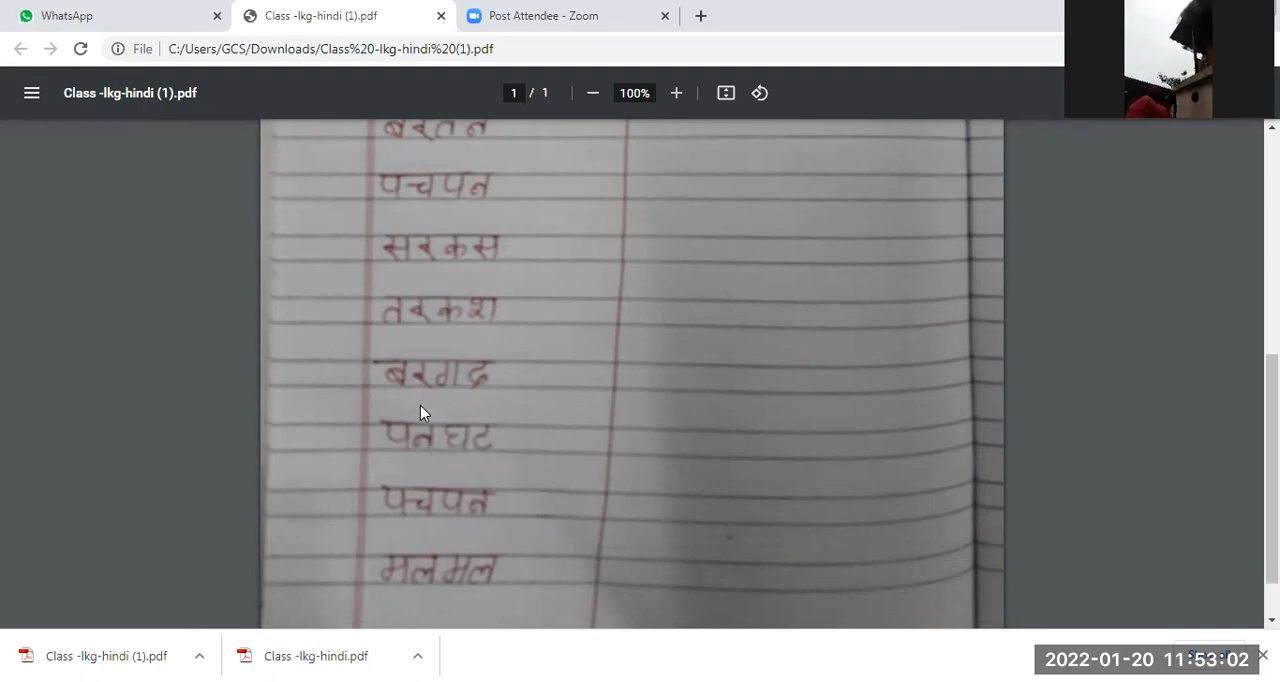 WhatsApp
Class -lkg-hindi (1).pdf
Post Attendee - Zoom
File
C:/Users/GCS/Downloads/Class%20-lkg-hindi%20(1).pdf
Class -lkg-hindi (1).pdf
1 / 1
100%
बरतन
पचपन
सरकस
तरकश
बरगद
पनघट
पचपन
मलमल
Class -lkg-hindi (1).pdf
Class -lkg-hindi.pdf
2022-01-20 11:53:02